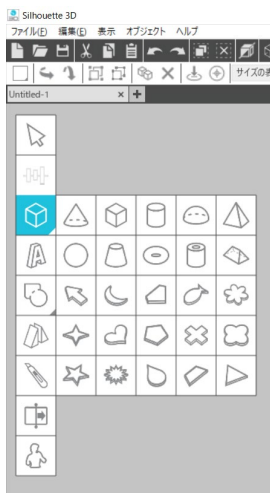 Silhouette 3D
ファイル(F) 編集(E) 表示 オブジェクト ヘルプ
サイズの表
Untitled-1 × +